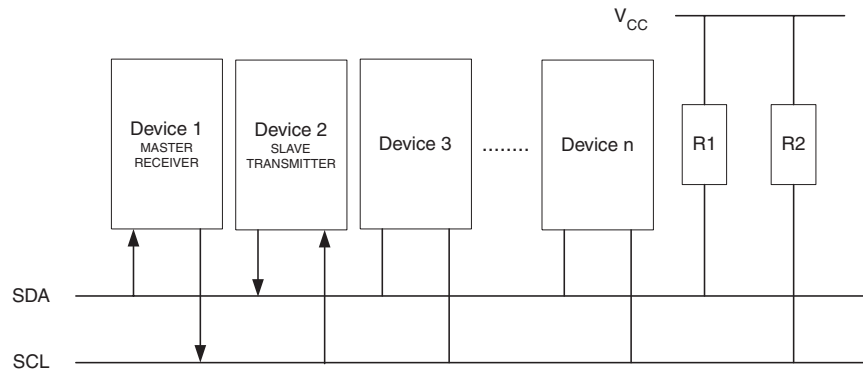 VCC
Device 1
MASTER
RECEIVER
Device 2
SLAVE
TRANSMITTER
Device 3
........
Device n
R1
R2
SDA
SCL